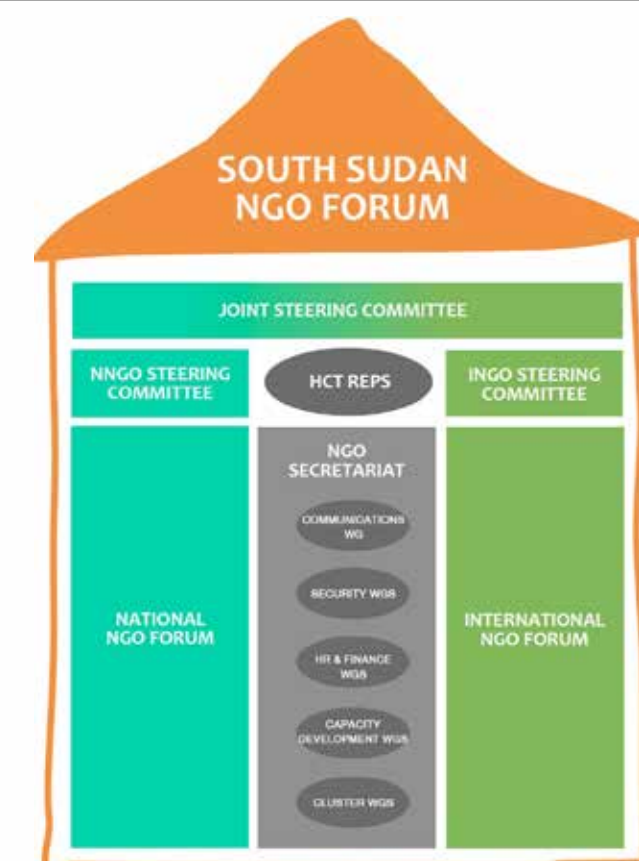 SOUTH SUDAN
NGO FORUM
JOINT STEERING COMMITTEE
NNGO STEERING
COMMITTEE
HCT REPS
INGO STEERING
COMMITTEE
NGO
SECRETARIAT
COMMUNICATIONS
WG
SECURITY WGS
HR & FINANCE
WGS
CAPACITY
DEVELOPMENT WGS
CLUSTER WGS
NATIONAL
NGO FORUM
INTERNATIONAL
NGO FORUM